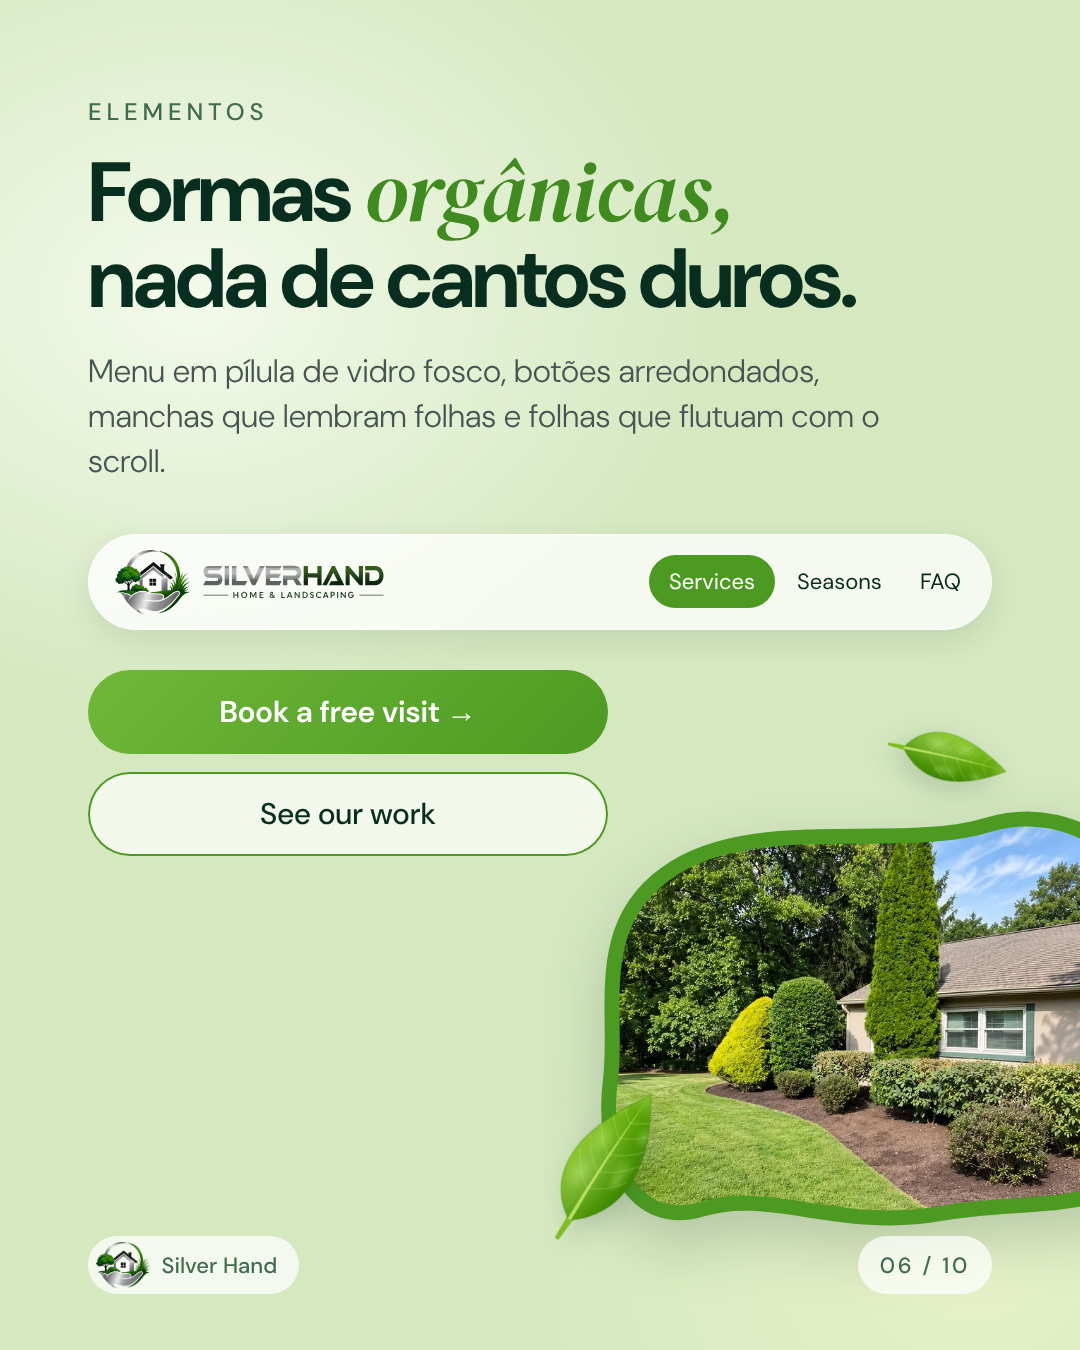 ELEMENTOS
Formas orgânicas,
nada de cantos duros.
Menu em pílula de vidro fosco, botões arredondados,
manchas que lembram folhas e folhas que flutuam com o
scroll.
SILVERHAND
HOME & LANDSCAPING
Services Seasons FAQ
Book a free visit →
See our work
Silver Hand
06 / 10